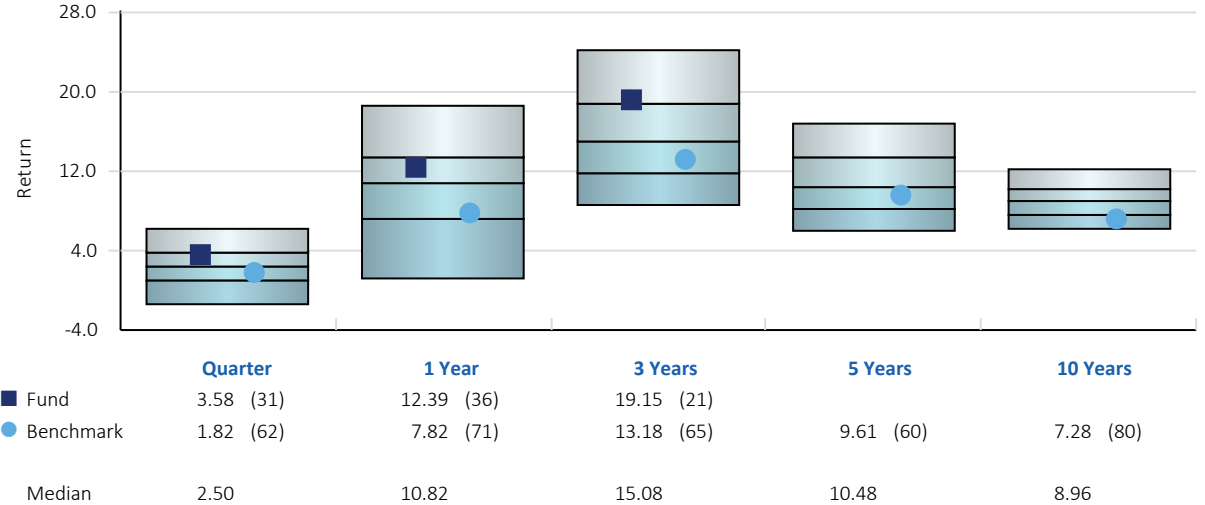 28.0
20.0
12.0
4.0
-4.0
Return
Quarter 1 Year 3 Years 5 Years 10 Years
Fund 3.58 (31) 12.39 (36) 19.15 (21)
Benchmark 1.82 (62) 7.82 (71) 13.18 (65) 9.61 (60) 7.28 (80)
Median 2.50 10.82 15.08 10.48 8.96